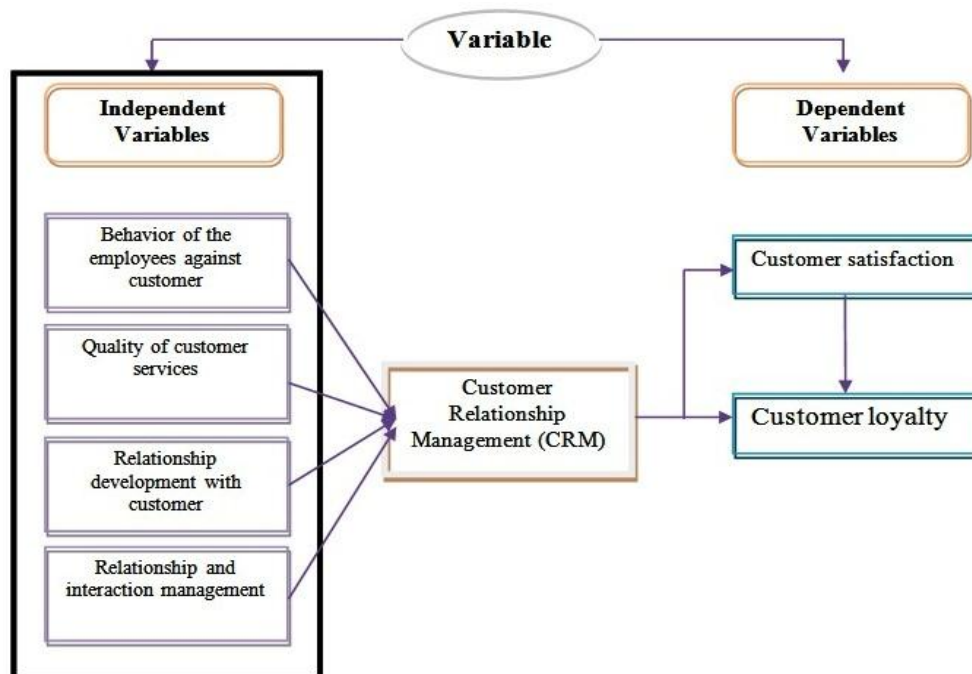 Variable
Independent
Variables
Dependent
Variables
Behavior of the
employees against
customer
Quality of customer
services
Relationship
development with
customer
Relationship and
interaction management
Customer
Relationship
Management (CRM)
Customer satisfaction
Customer loyalty